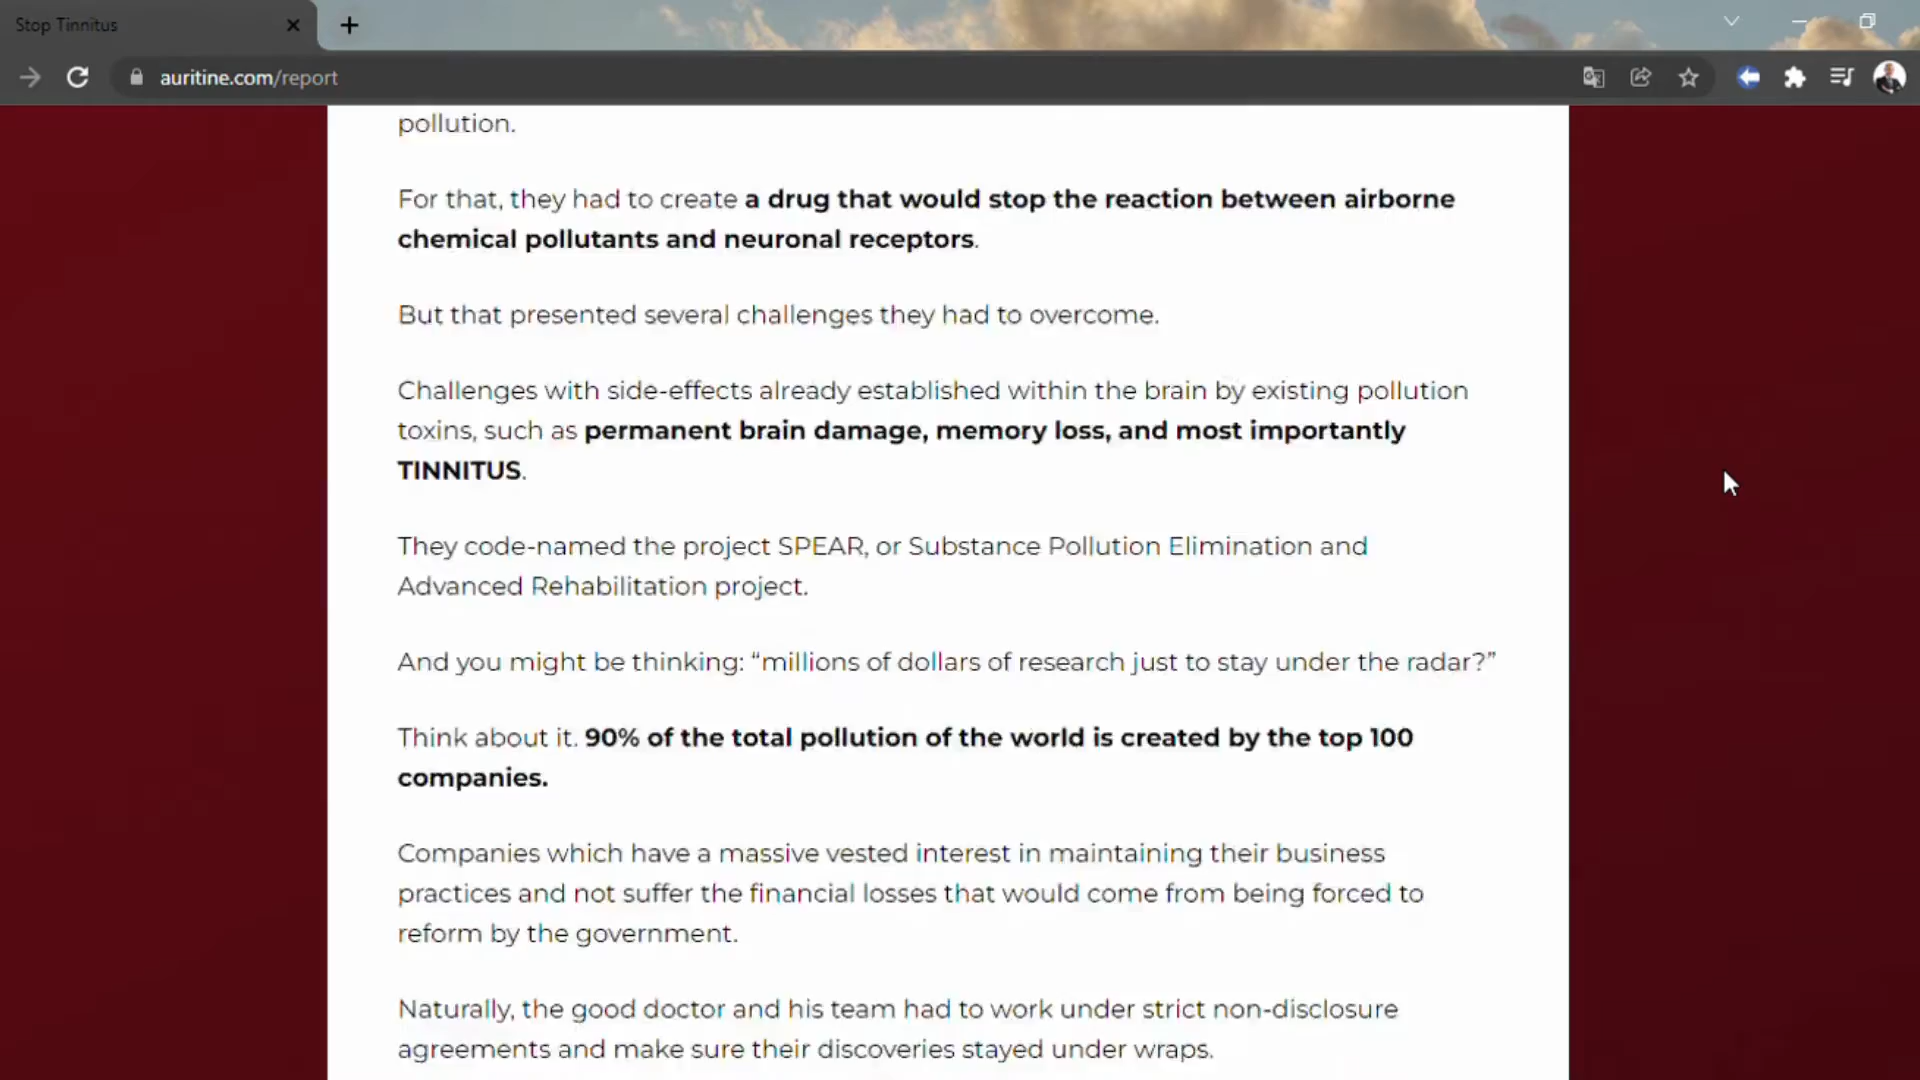 Stop Tinnitus
auritine.com/report
pollution.
For that, they had to create a drug that would stop the reaction between airborne
chemical pollutants and neuronal receptors.
But that presented several challenges they had to overcome.
Challenges with side-effects already established within the brain by existing pollution
toxins, such as permanent brain damage, memory loss, and most importantly
TINNITUS.
They code-named the project SPEAR, or Substance Pollution Elimination and
Advanced Rehabilitation project.
And you might be thinking: “millions of dollars of research just to stay under the radar?”
Think about it. 90% of the total pollution of the world is created by the top 100
companies.
Companies which have a massive vested interest in maintaining their business
practices and not suffer the financial losses that would come from being forced to
reform by the government.
Naturally, the good doctor and his team had to work under strict non-disclosure
agreements and make sure their discoveries stayed under wraps.